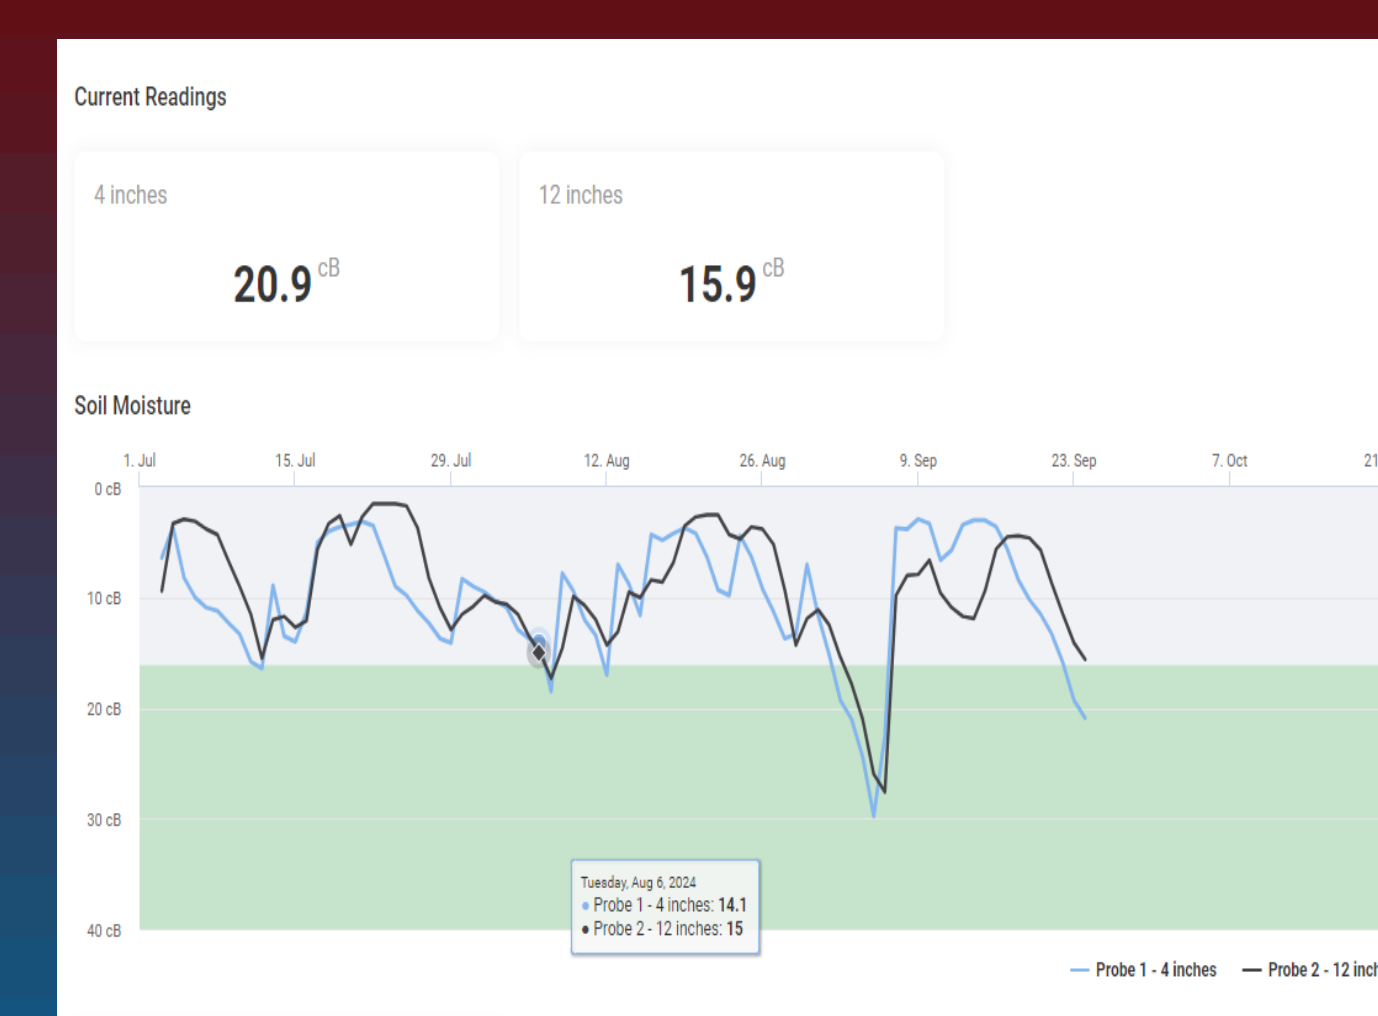 Current Readings
4 inches
20.9 cB
12 inches
15.9 cB
Soil Moisture
1. Jul 15. Jul 29. Jul 12. Aug 26. Aug 9. Sep 23. Sep 7. Oct 21
0 cB
10 cB
20 cB
30 cB
40 cB
Tuesday, Aug 6, 2024
● Probe 1 - 4 inches: 14.1
● Probe 2 - 12 inches: 15
Probe 1 - 4 inches Probe 2 - 12 inch